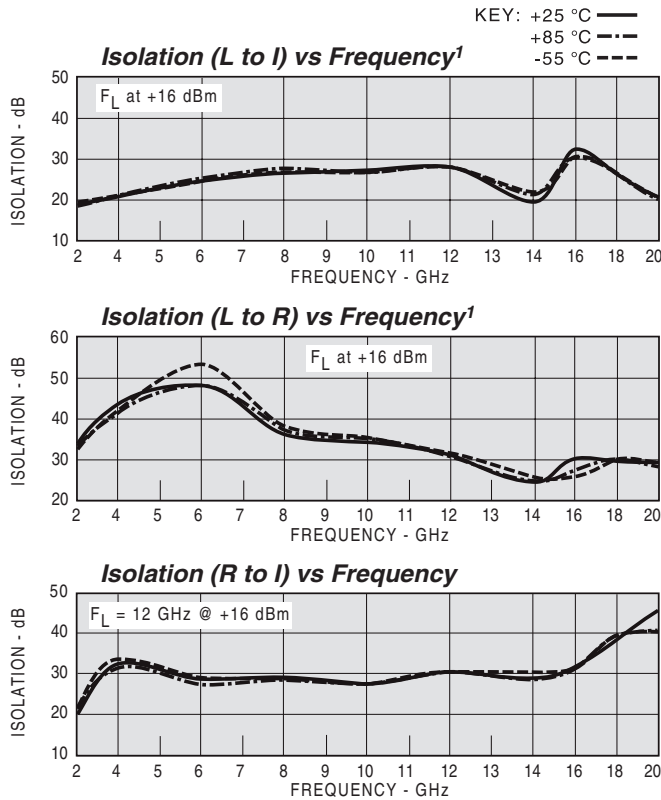 KEY: +25 °C
+85 °C
-55 °C
Isolation (L to I) vs Frequency1
FL at +16 dBm
ISOLATION - dB
50
40
30
20
10
2 4 5 6 7 8 9 10 11 12 13 14 16 18 20
FREQUENCY - GHz
Isolation (L to R) vs Frequency1
FL at +16 dBm
ISOLATION - dB
60
50
40
30
20
2 4 5 6 7 8 9 10 11 12 13 14 16 18 20
FREQUENCY - GHz
Isolation (R to I) vs Frequency
FL = 12 GHz @ +16 dBm
ISOLATION - dB
50
40
30
20
10
2 4 5 6 7 8 9 10 11 12 13 14 16 18 20
FREQUENCY - GHz